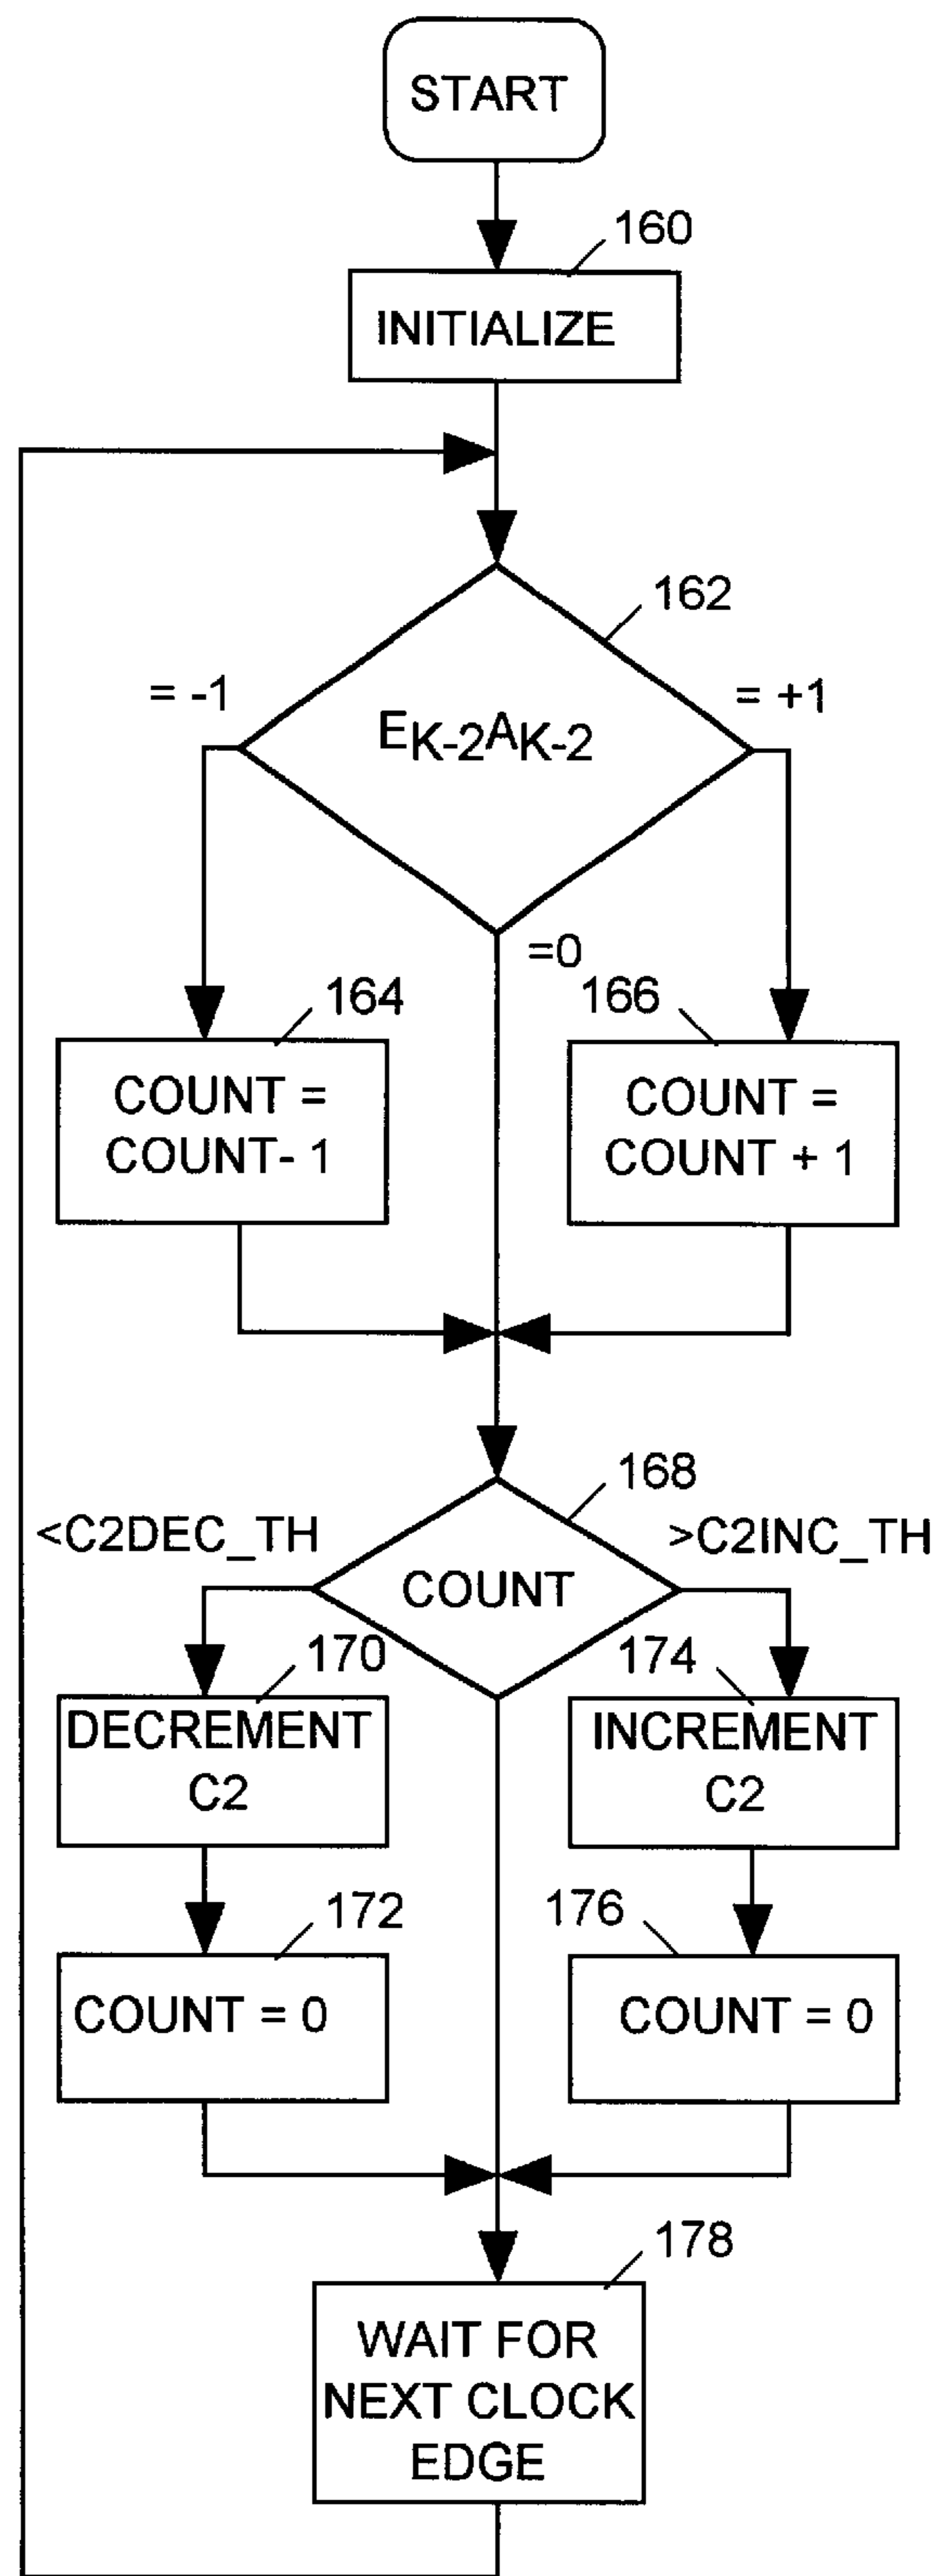 START
160
INITIALIZE
162
= -1
= +1
EK-2AK-2
=0
164
166
COUNT =
COUNT- 1
COUNT =
COUNT + 1
168
<C2DEC_TH
>C2INC_TH
COUNT
170
174
DECREMENT
C2
INCREMENT
C2
172
176
COUNT = 0
COUNT = 0
178
WAIT FOR
NEXT CLOCK
EDGE